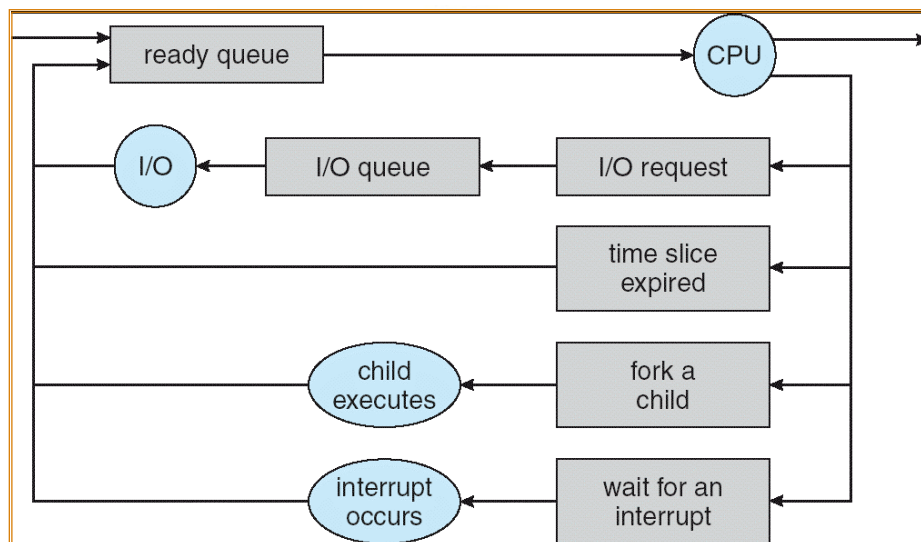 ready queue
CPU
I/O
I/O queue
I/O request
time slice
expired
child
executes
fork a
child
interrupt
occurs
wait for an
interrupt